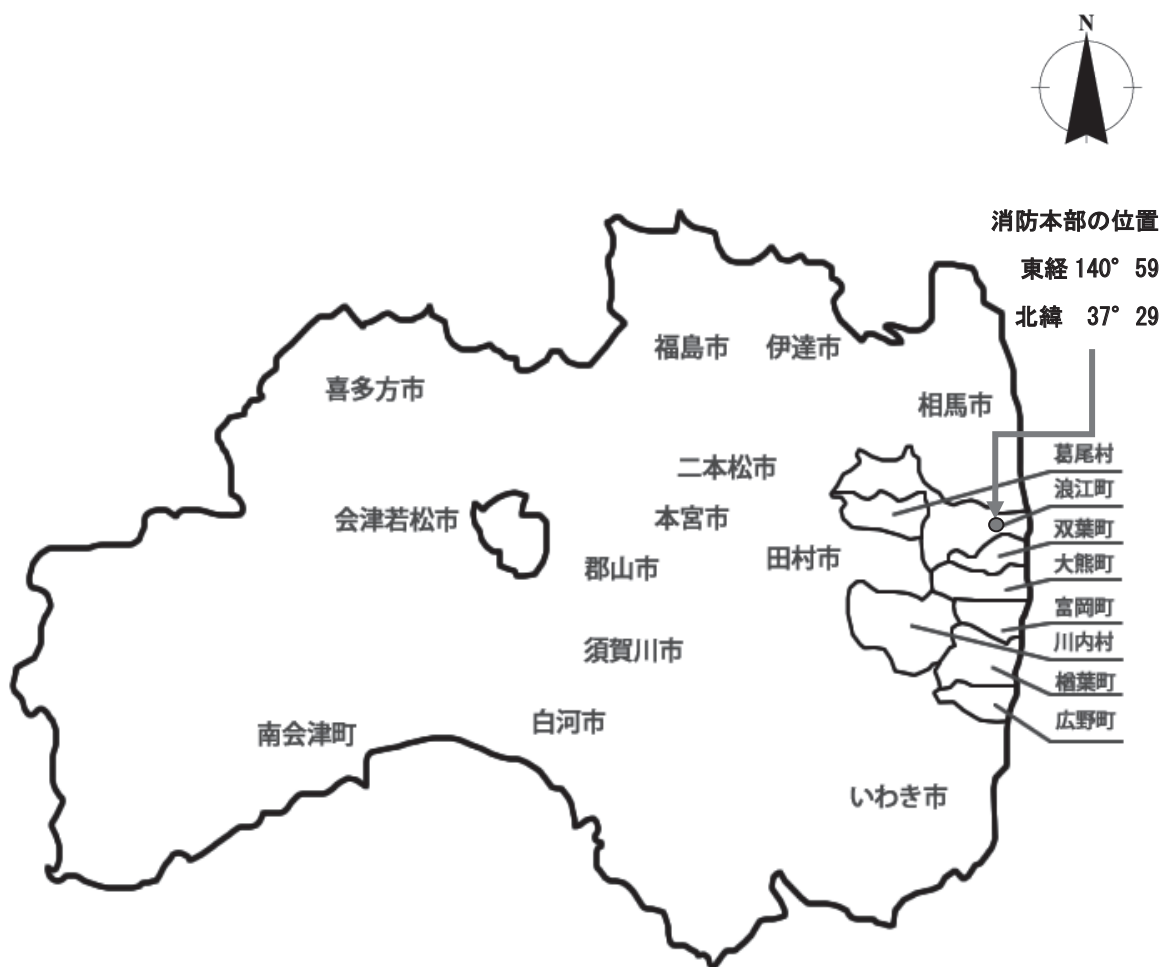 N
消防本部の位置
東経 140° 59
北緯 37° 29
福島市 伊達市
喜多方市
相馬市
葛尾村
二本松市
浪江町
会津若松市
本宮市
双葉町
田村市
大熊町
郡山市
富岡町
川内村
須賀川市
楢葉町
広野町
白河市
南会津町
いわき市